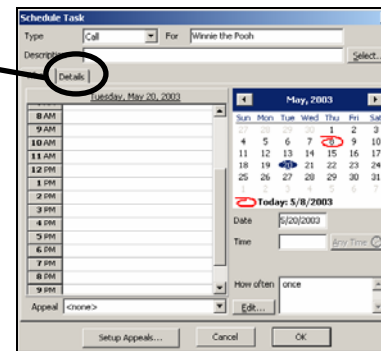 Schedule Task
Type Call For Winnie the Pooh
Description Select...
Details
Tuesday, May 20, 2003
8 AM
9 AM
10 AM
11 AM
12 PM
1 PM
2 PM
3 PM
4 PM
5 PM
6 PM
7 PM
8 PM
9 PM
May, 2003
Sun Mon Tue Wed Thu Fri Sat
27 28 29 30 1 2 3
4 5 6 7 8 9 10
11 12 13 14 15 16 17
18 19 20 21 22 23 24
25 26 27 28 29 30 31
1 2 3 4 5 6 7
Today: 5/8/2003
Date 5/20/2003
Time Any Time
How often once
Edit...
Appeal <none>
Setup Appeals... Cancel OK